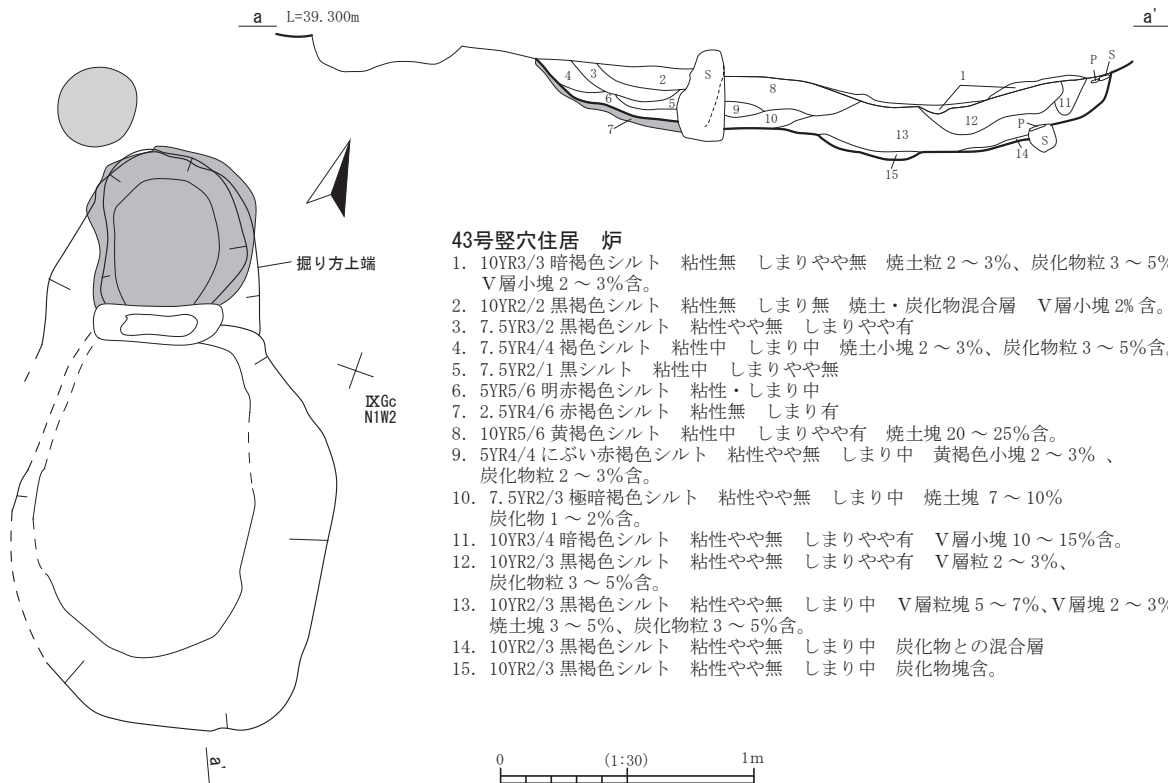 a L=39.300m a'
1
P S
4 3 2 S 8 11
6 5 9 12
7 10 13 P
15 14 S
43号竪穴住居　炉
掘り方上端
1. 10YR3/3 暗褐色シルト　粘性無　しまりやや無　焼土粒 2 ～ 3%、炭化物粒 3 ～ 5%
Ⅴ層小塊 2 ～ 3%含。
2. 10YR2/2 黒褐色シルト　粘性無　しまり無　焼土・炭化物混合層　Ⅴ層小塊 2% 含。
3. 7.5YR3/2 黒褐色シルト　粘性やや無　しまりやや有
4. 7.5YR4/4 褐色シルト　粘性中　しまり中　焼土小塊 2 ～ 3%、炭化物粒 3 ～ 5%含。
5. 7.5YR2/1 黒シルト　粘性中　しまりやや無
6. 5YR5/6 明赤褐色シルト　粘性・しまり中
7. 2.5YR4/6 赤褐色シルト　粘性無　しまり有
8. 10YR5/6 黄褐色シルト　粘性中　しまりやや有　焼土塊 20 ～ 25%含。
9. 5YR4/4 にぶい赤褐色シルト　粘性やや無　しまり中　黄褐色小塊 2 ～ 3% 、
炭化物粒 2 ～ 3%含。
10. 7.5YR2/3 極暗褐色シルト　粘性やや無　しまり中　焼土塊 7 ～ 10%
炭化物 1 ～ 2%含。
11. 10YR3/4 暗褐色シルト　粘性やや無　しまりやや有　Ⅴ層小塊 10 ～ 15%含。
12. 10YR2/3 黒褐色シルト　粘性やや無　しまりやや有　Ⅴ層粒 2 ～ 3%、
炭化物粒 3 ～ 5%含。
13. 10YR2/3 黒褐色シルト　粘性やや無　しまり中　Ⅴ層粒塊 5 ～ 7%、Ⅴ層塊 2 ～ 3%
焼土塊 3 ～ 5%、炭化物粒 3 ～ 5%含。
14. 10YR2/3 黒褐色シルト　粘性やや無　しまり中　炭化物との混合層
15. 10YR2/3 黒褐色シルト　粘性やや無　しまり中　炭化物塊含。
ⅨGc
N1W2
a'
0 (1:30) 1m